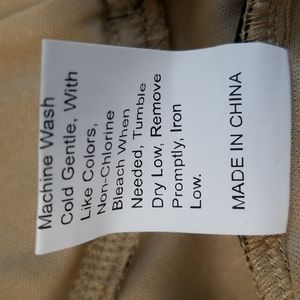 Machine Wash
Cold Gentle, With
Like Colors,
Non-Chlorine
Bleach When
Needed, Tumble
Dry Low, Remove
Promptly, Iron
Low.
MADE IN CHINA